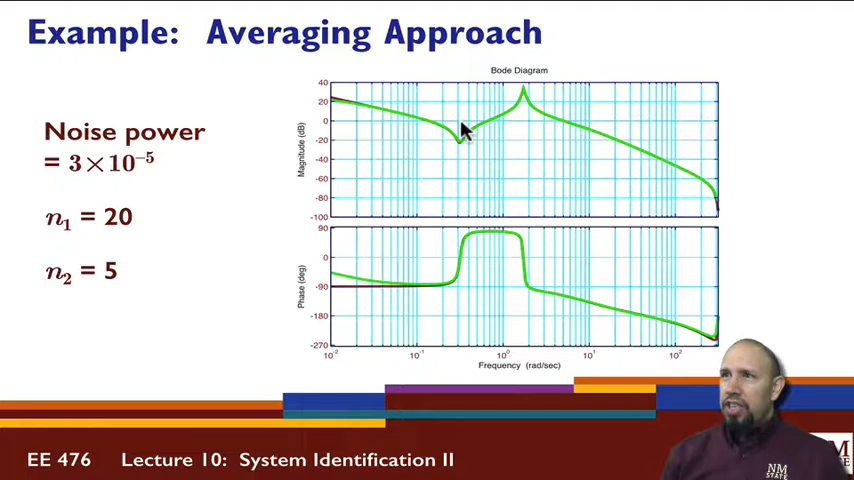 Example: Averaging Approach
Noise power
= 3×10⁻⁵
n₁ = 20
n₂ = 5
Bode Diagram
Magnitude (dB)
40
20
0
-20
-40
-60
-80
-100
Phase (deg)
90
0
-90
-180
-270
10⁻² 10⁻¹ 10⁰ 10¹ 10²
Frequency (rad/sec)
EE 476 Lecture 10: System Identification II
NM
STATE